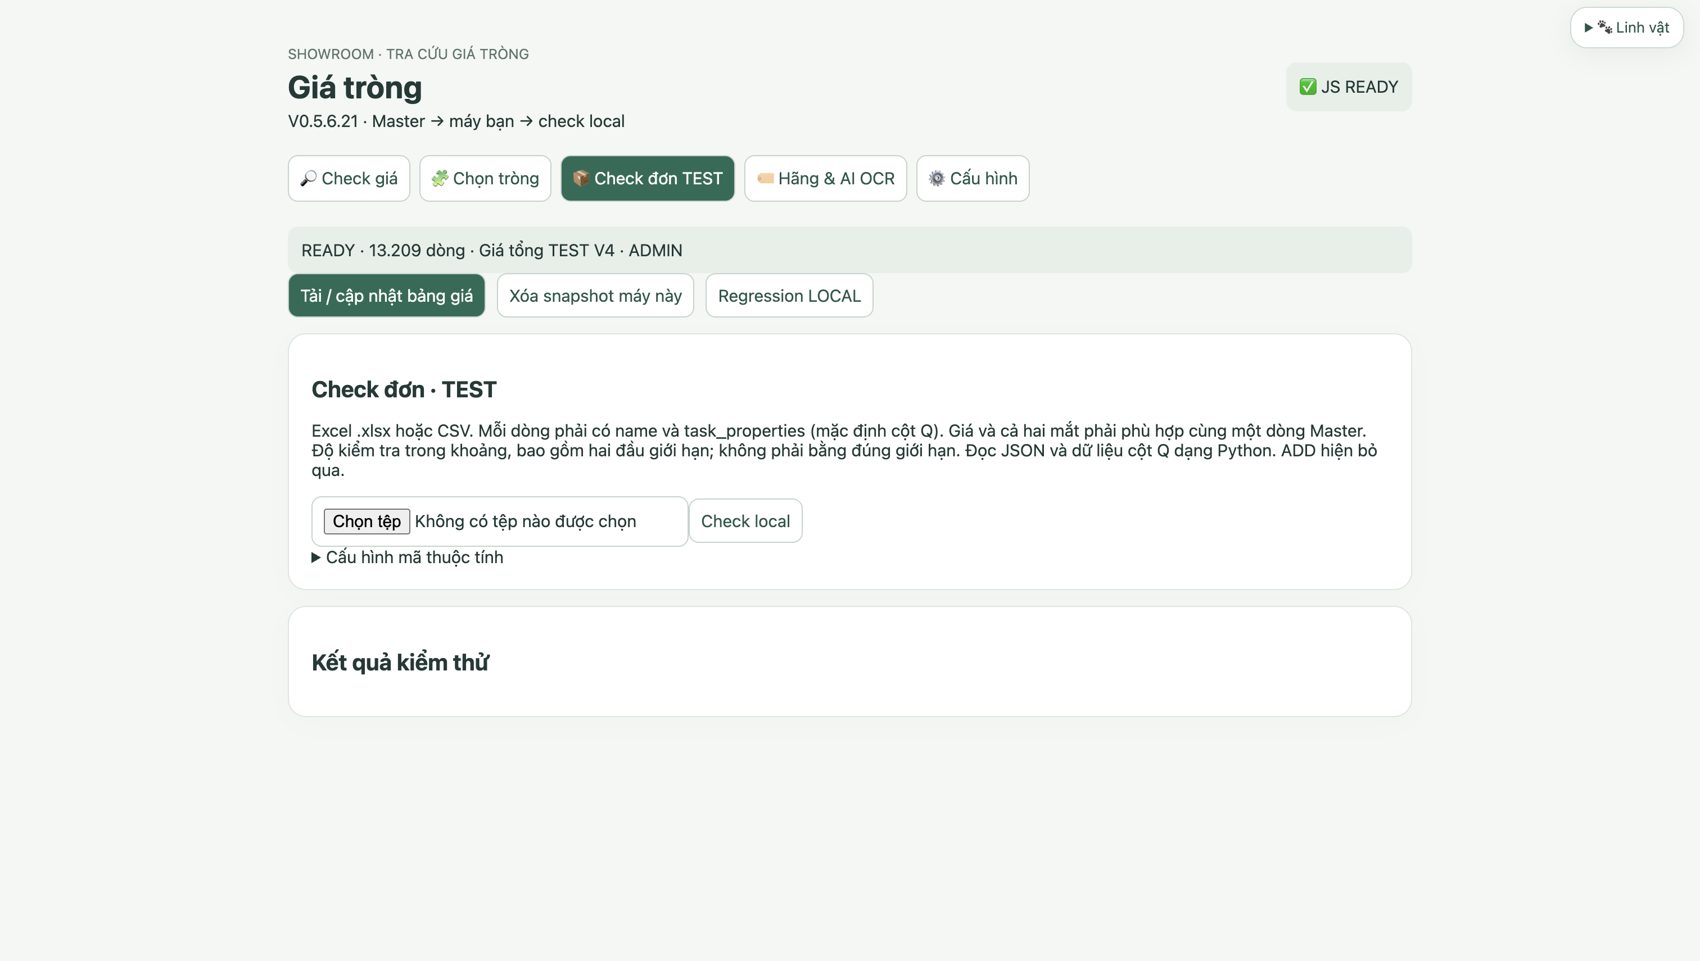 ▶ 🐾 Linh vật
SHOWROOM · TRA CỨU GIÁ TRÒNG
Giá tròng
V0.5.6.21 · Master → máy bạn → check local
✅ JS READY
🔎 Check giá
🧩 Chọn tròng
📦 Check đơn TEST
🏷️ Hãng & AI OCR
⚙️ Cấu hình
READY · 13.209 dòng · Giá tổng TEST V4 · ADMIN
Tải / cập nhật bảng giá
Xóa snapshot máy này
Regression LOCAL
Check đơn · TEST
Excel .xlsx hoặc CSV. Mỗi dòng phải có name và task_properties (mặc định cột Q). Giá và cả hai mắt phải phù hợp cùng một dòng Master.
Độ kiểm tra trong khoảng, bao gồm hai đầu giới hạn; không phải bằng đúng giới hạn. Đọc JSON và dữ liệu cột Q dạng Python. ADD hiện bỏ
qua.
Chọn tệp Không có tệp nào được chọn
Check local
▶ Cấu hình mã thuộc tính
Kết quả kiểm thử